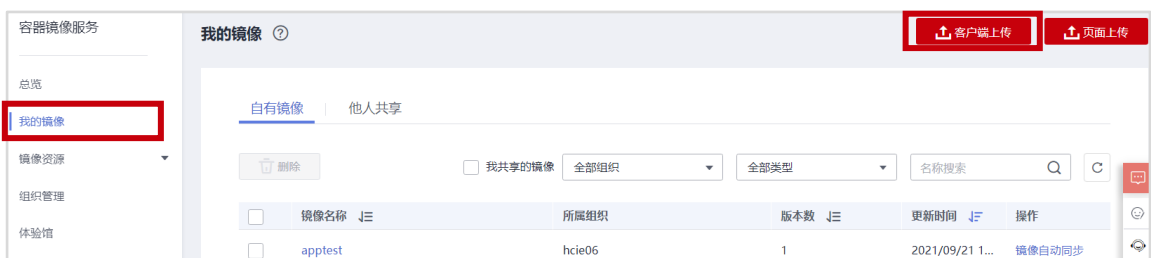 容器镜像服务
我的镜像
客户端上传
页面上传
总览
我的镜像
镜像资源
组织管理
体验馆
自有镜像
他人共享
删除
我共享的镜像
全部组织
全部类型
名称搜索
镜像名称
所属组织
版本数
更新时间
操作
apptest
hcie06
1
2021/09/21 1...
镜像自动同步